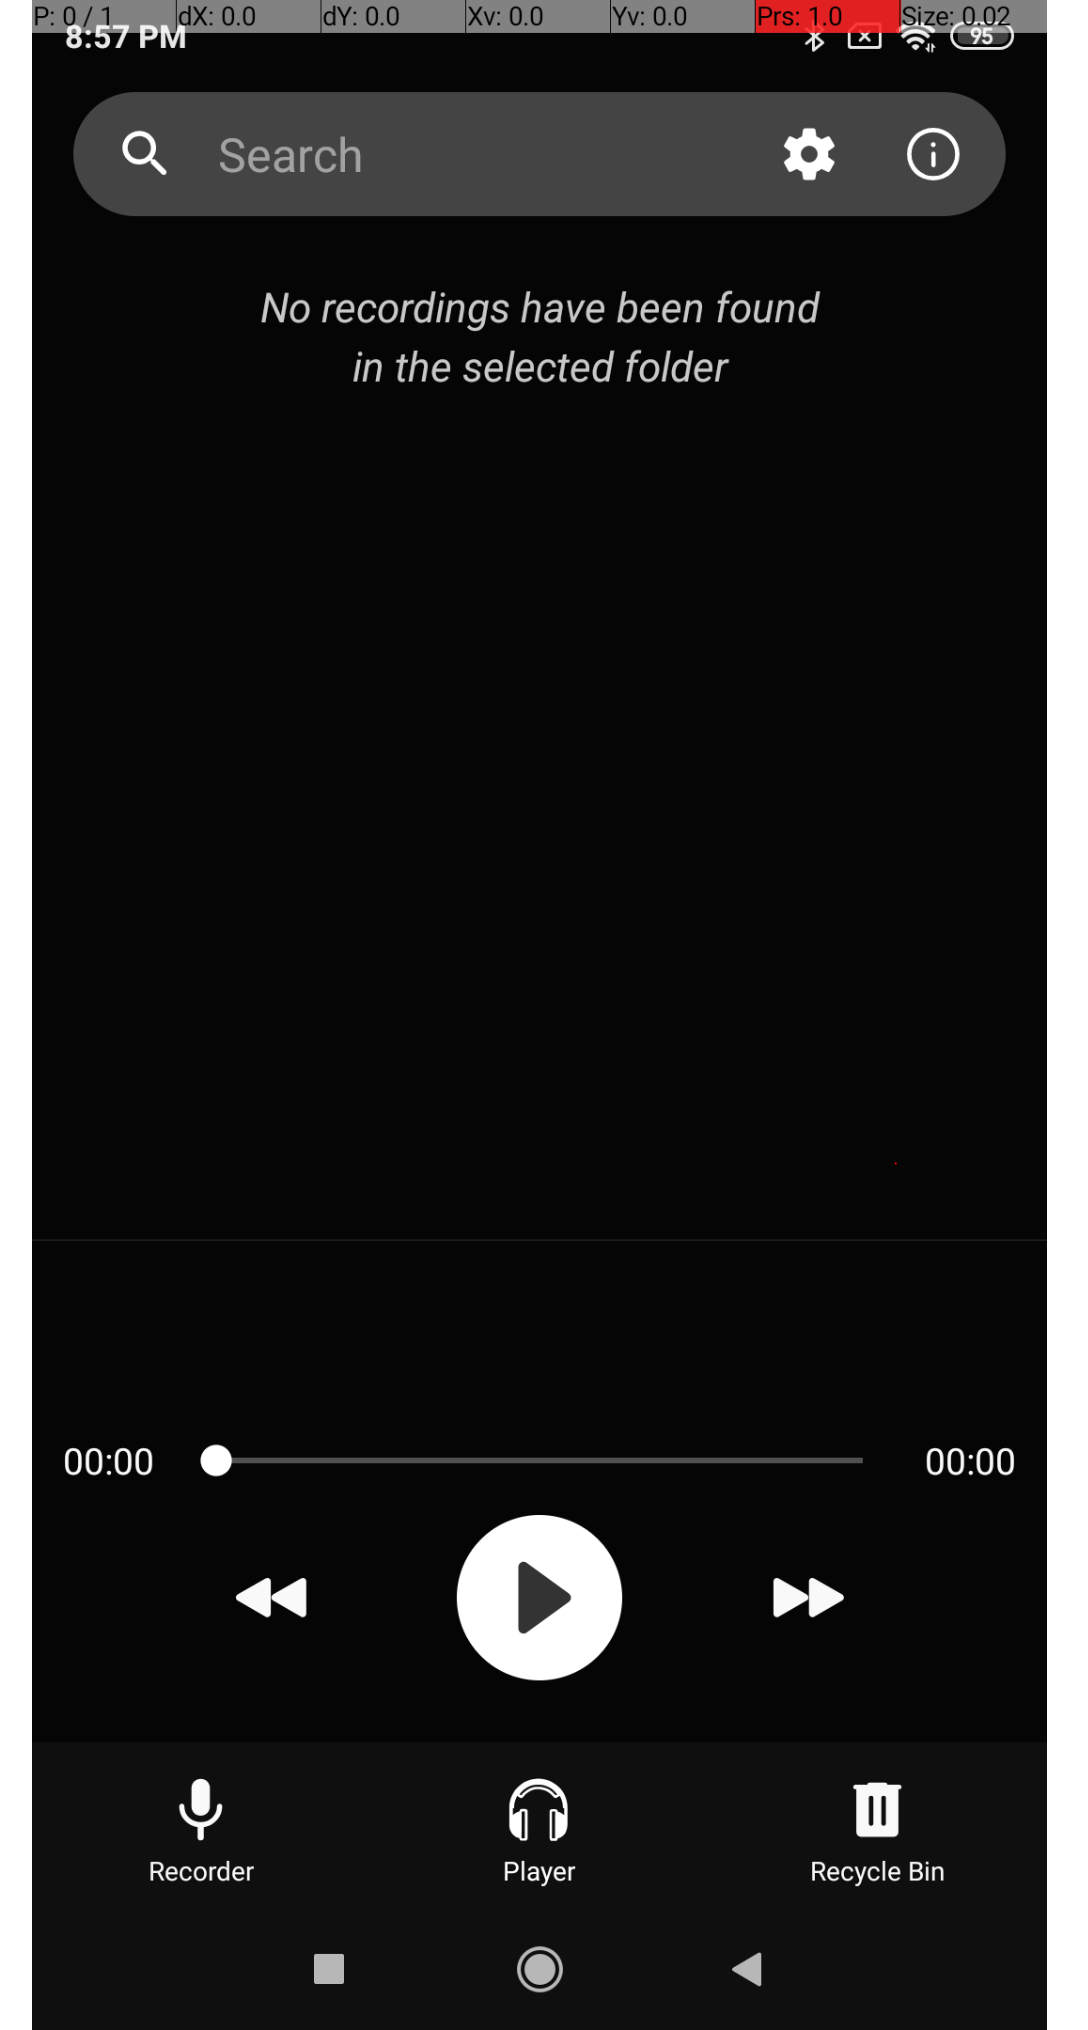 P: 0 / 1 dX: 0.0 dY: 0.0 Xv: 0.0 Yv: 0.0 Prs: 1.0 Size: 0.02
8:57 PM 95
Search
No recordings have been found
in the selected folder
00:00 00:00
Recorder Player Recycle Bin